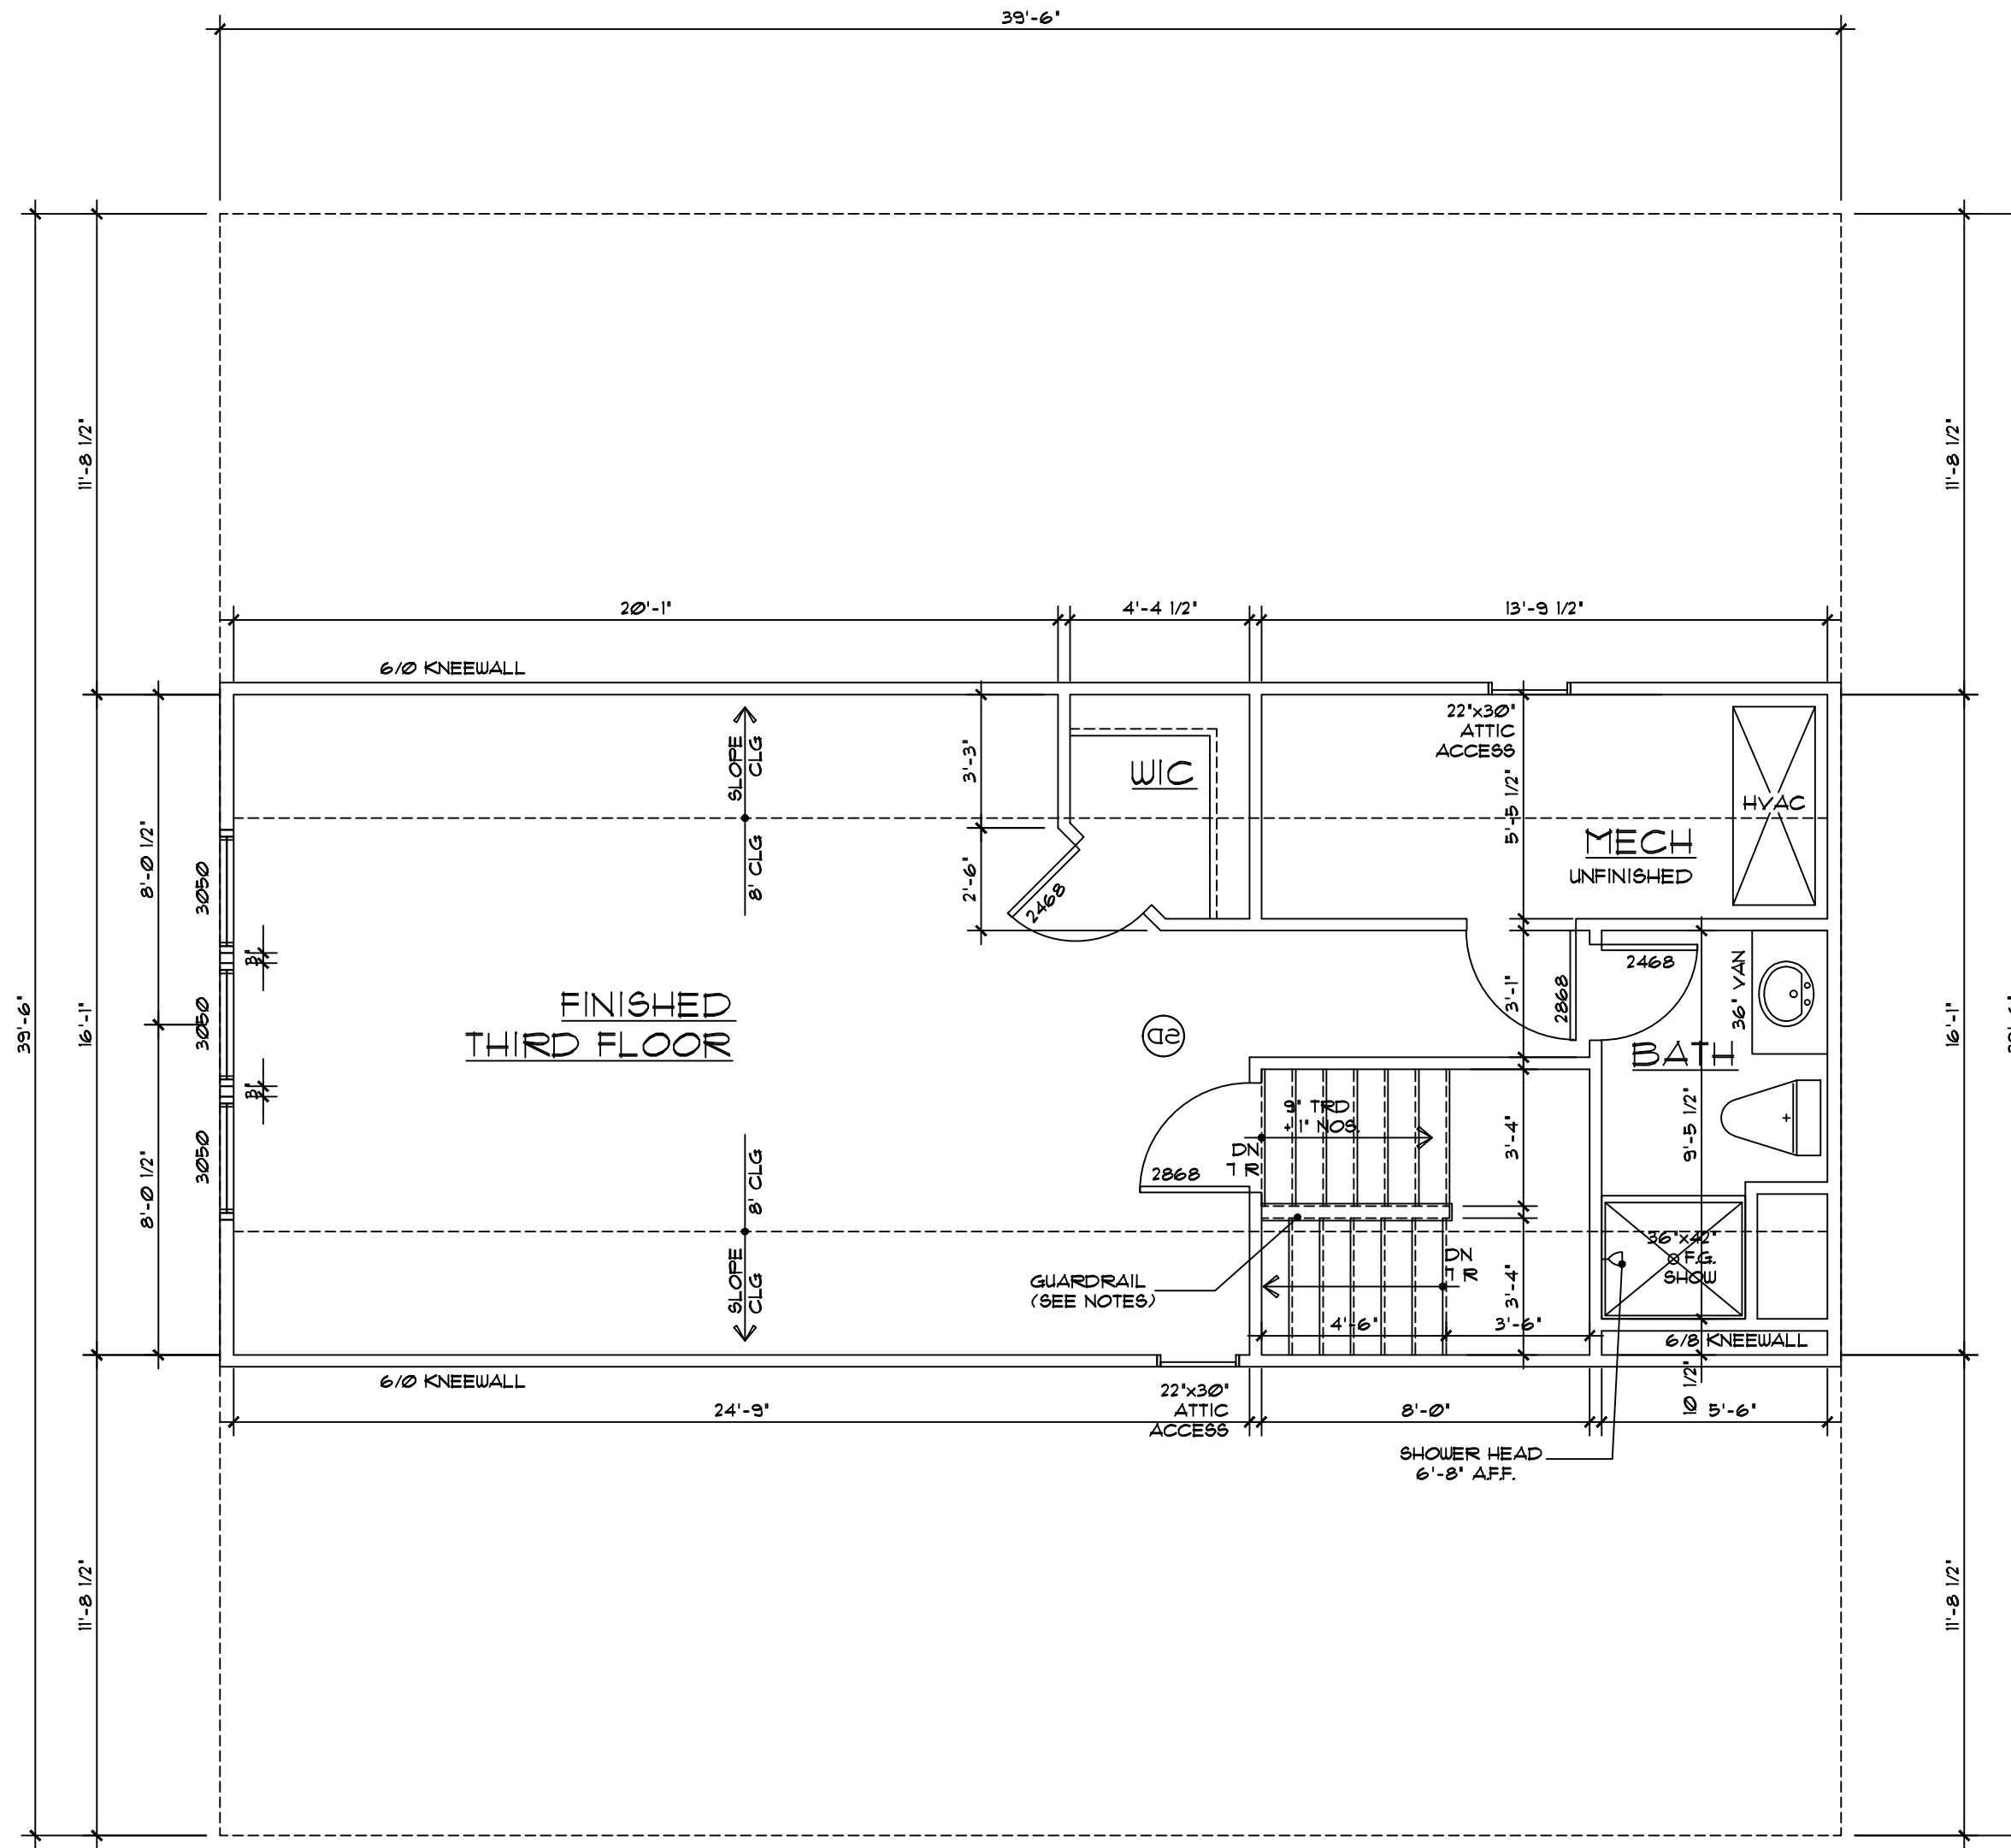 39'-6"
11'-8 1/2"
11'-8 1/2"
20'-1"
4'-4 1/2"
13'-9 1/2"
6/0 KNEEWALL
22"x30"
ATTIC
ACCESS
SLOPE
CLG
3'-3"
WIC
5'-5 1/2"
HVAC
MECH
UNFINISHED
8'-0 1/2"
3050
8' CLG
2'-6"
2468
3"
2868
2468
36" VAN
39'-6"
16'-1"
3050
FINISHED
THIRD FLOOR
SD
3'-1"
BATH
16'-1"
3"
9" TRD
+ 1" NOS.
DN
3'-4"
9'-5 1/2"
8'-0 1/2"
3050
8' CLG
2868
SLOPE
CLG
GUARDRAIL
(SEE NOTES)
DN
3'-4"
36"x42"
F.G.
SHOW
4'-6"
3'-6"
6/8 KNEEWALL
6/0 KNEEWALL
22"x30"
ATTIC
ACCESS
24'-9"
8'-0"
10 1/2"
5'-6"
SHOWER HEAD
6'-8" A.F.F.
11'-8 1/2"
11'-8 1/2"